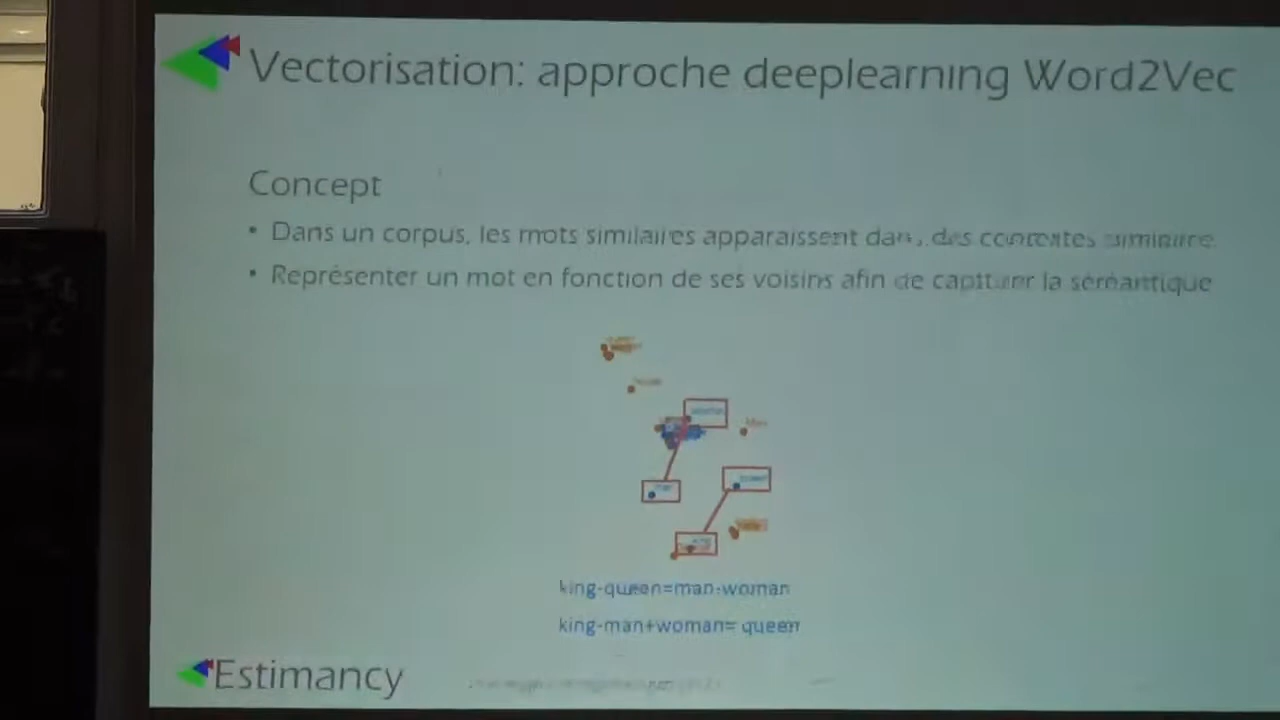 Vectorisation: approche deeplearning Word2Vec
Concept
• Dans un corpus, les mots similaires apparaissent dans des contextes
• Représenter un mot en fonction de ses voisins afin de capturer la sémantique
king-queen=man-woman
king-man+woman= queen
Estimancy